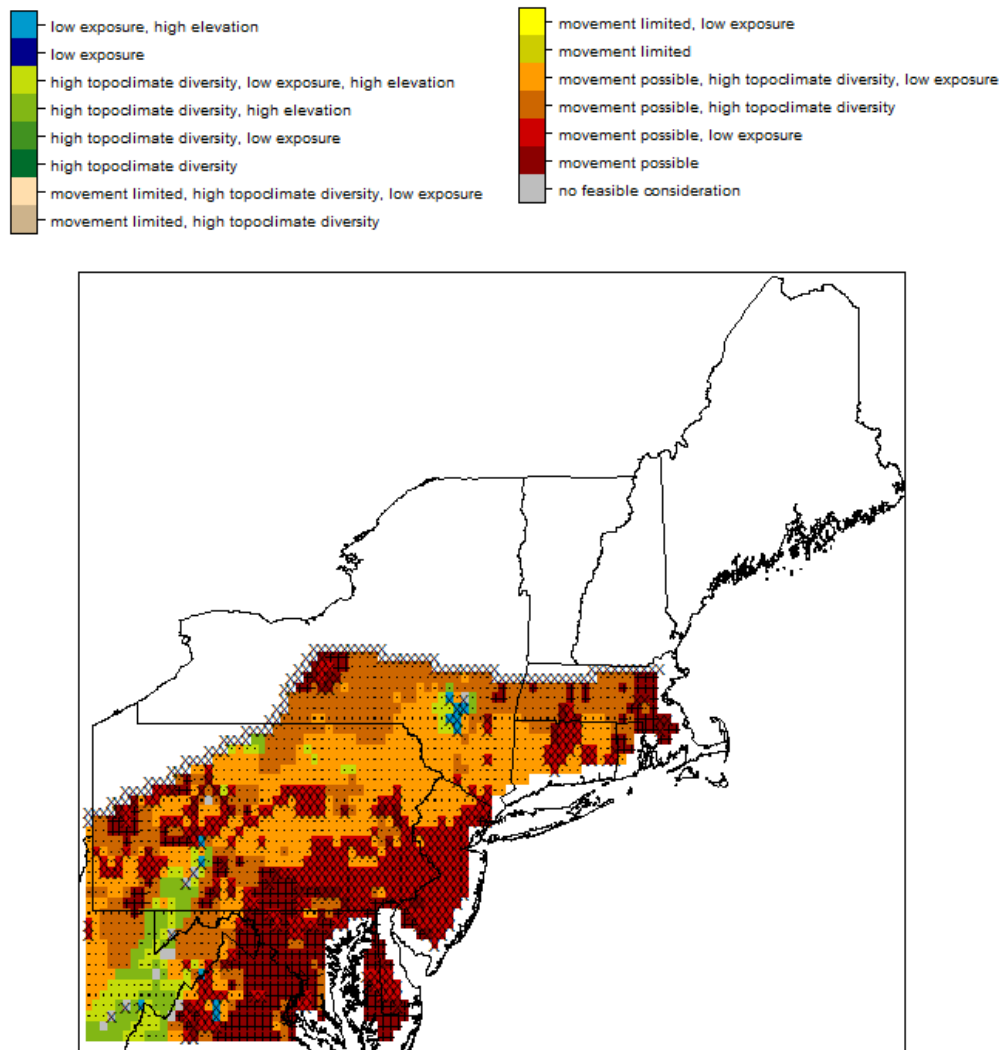 low exposure, high elevation
low exposure
high topoclimate diversity, low exposure, high elevation
high topoclimate diversity, high elevation
high topoclimate diversity, low exposure
high topoclimate diversity
movement limited, high topoclimate diversity, low exposure
movement limited, high topoclimate diversity
movement limited, low exposure
movement limited
movement possible, high topoclimate diversity, low exposure
movement possible, high topoclimate diversity
movement possible, low exposure
movement possible
no feasible consideration